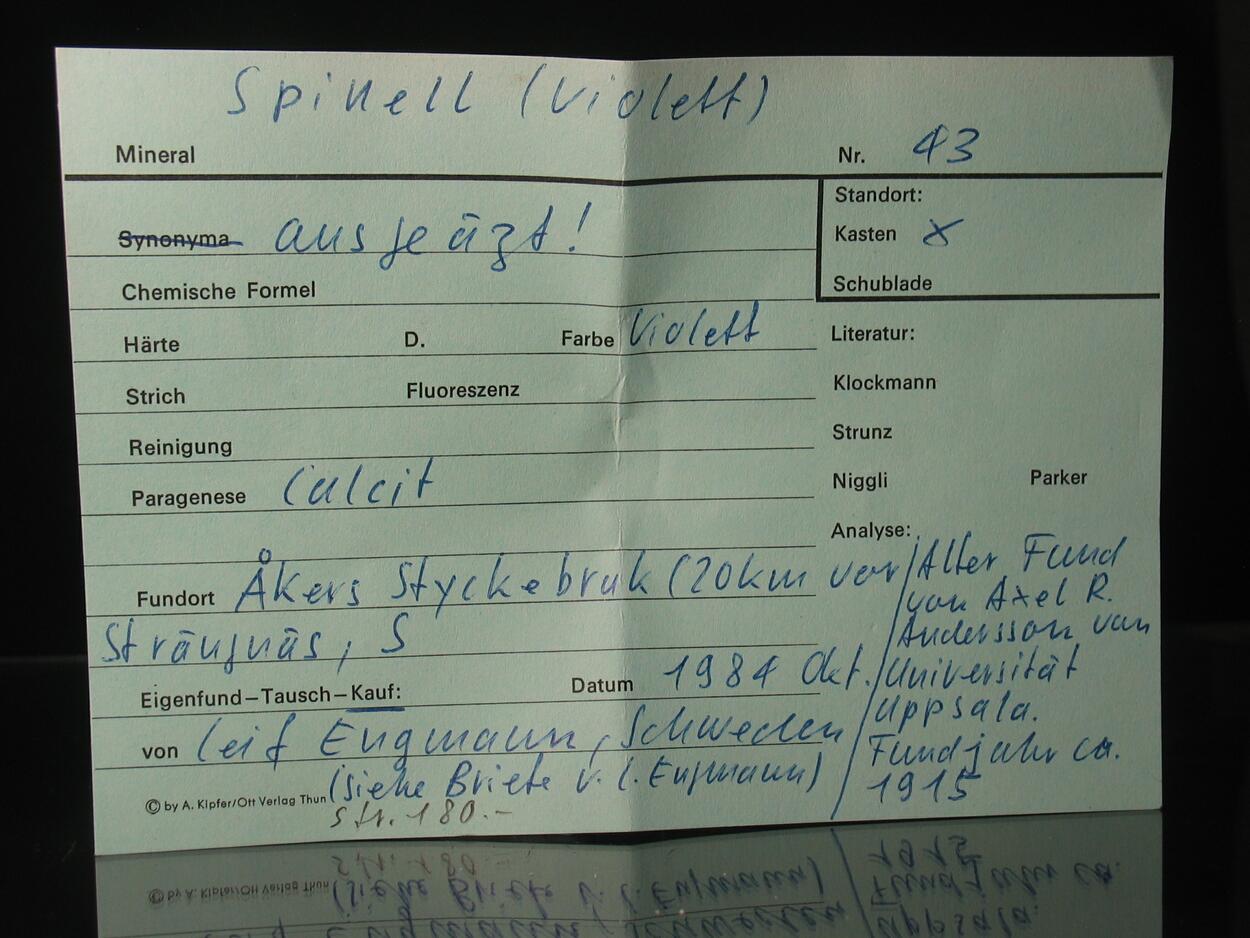 Spinell (Violett)
Mineral
Nr. 43
Synonyma ausgeäzt!
Standort:
Kasten X
Schublade
Chemische Formel
Härte D. Farbe Violett
Literatur:
Strich Fluoreszenz
Klockmann
Reinigung
Strunz
Paragenese Calcit
Niggli Parker
Analyse:
Fundort Åkers Styckebruk (20km vor
Strängnäs, S
Eigenfund–Tausch–Kauf: Datum 1984 Okt.
von Leif Engmann, Schweden
(siehe Briefe v. L. Engmann)
© by A. Kipfer/Ott Verlag Thun
sfr. 180.-
Alter Fund
von Axel R.
Andersson von
Universität
Uppsala.
Fundjahr ca.
1915